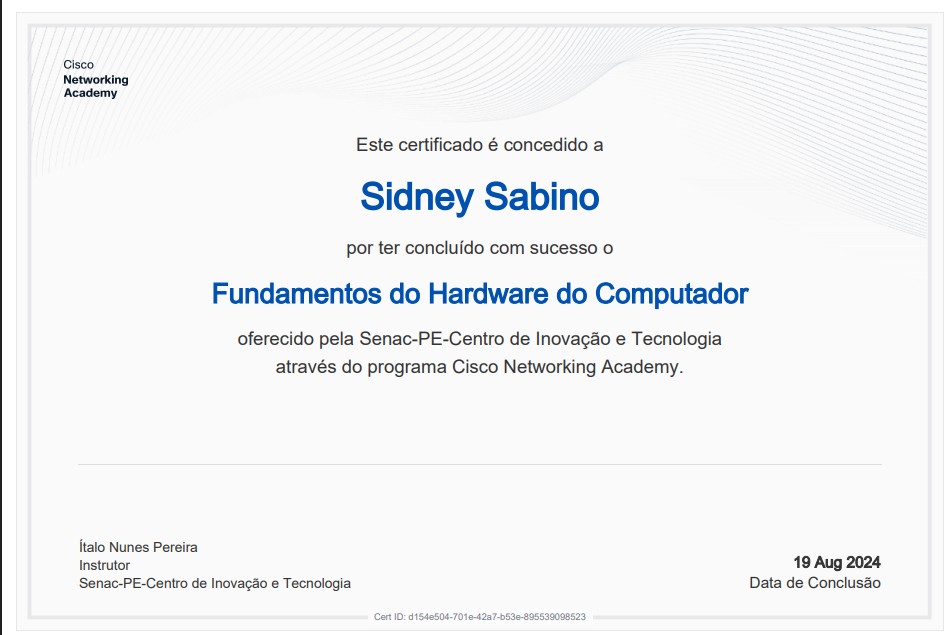 Cisco
Networking
Academy
Este certificado é concedido a
Sidney Sabino
por ter concluído com sucesso o
Fundamentos do Hardware do Computador
oferecido pela Senac-PE-Centro de Inovação e Tecnologia
através do programa Cisco Networking Academy.
Ítalo Nunes Pereira
Instrutor
Senac-PE-Centro de Inovação e Tecnologia
19 Aug 2024
Data de Conclusão
Cert ID: d154e504-701e-42a7-b53e-895539098523